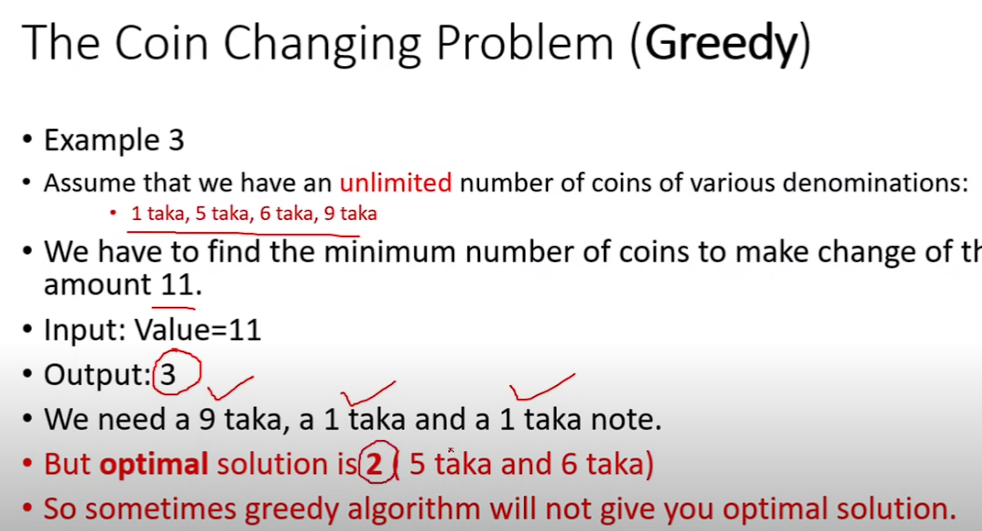 The Coin Changing Problem (Greedy)
• Example 3
• Assume that we have an unlimited number of coins of various denominations:
• 1 taka, 5 taka, 6 taka, 9 taka
• We have to find the minimum number of coins to make change of
amount 11.
• Input: Value=11
• Output: 3
• We need a 9 taka, a 1 taka and a 1 taka note.
• But optimal solution is 2 ( 5 taka and 6 taka)
• So sometimes greedy algorithm will not give you optimal solution.